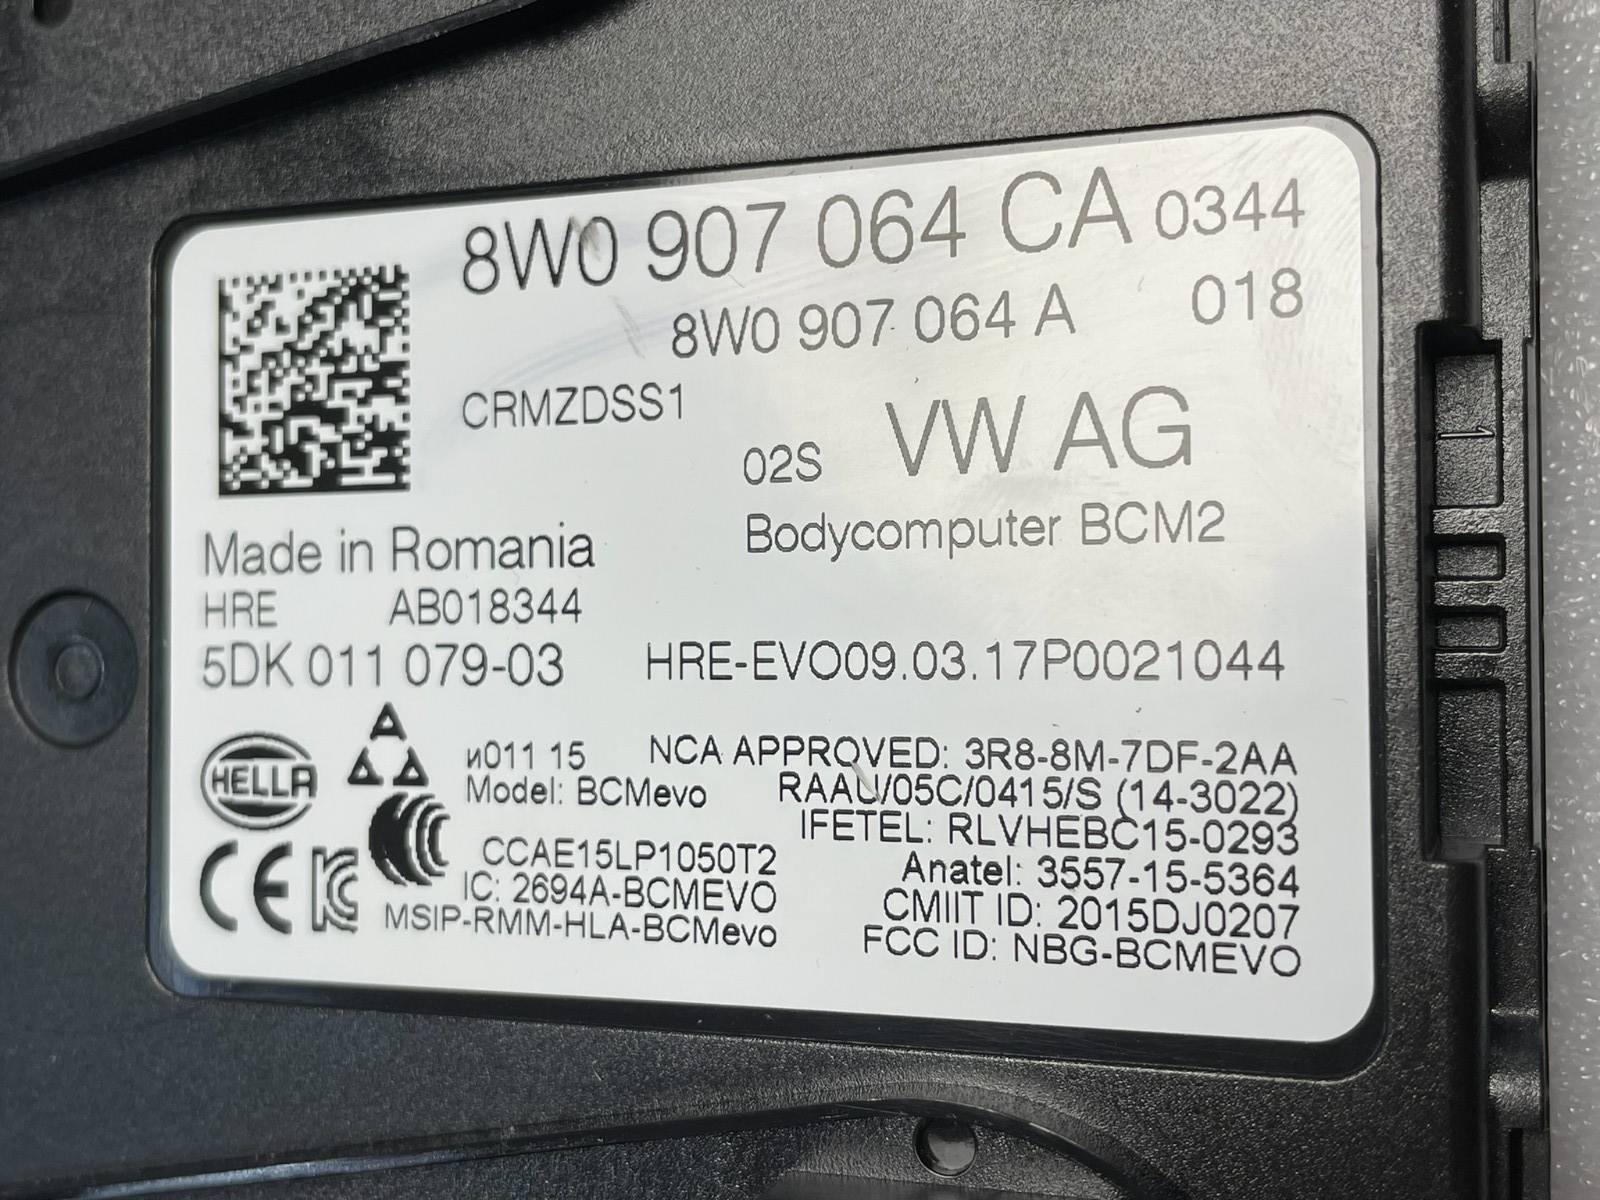 8W0 907 064 CA 0344
8W0 907 064 A 018
CRMZDSS1
02S VW AG
Bodycomputer BCM2
Made in Romania
HRE AB018344
5DK 011 079-03 HRE-EVO09.03.17P0021044
HELLA
и011 15 NCA APPROVED: 3R8-8M-7DF-2AA
Model: BCMevo RAAU/05C/0415/S (14-3022)
IFETEL: RLVHEBC15-0293
CCAE15LP1050T2 Anatel: 3557-15-5364
IC: 2694A-BCMEVO CMIIT ID: 2015DJ0207
MSIP-RMM-HLA-BCMevo FCC ID: NBG-BCMEVO
CE
1